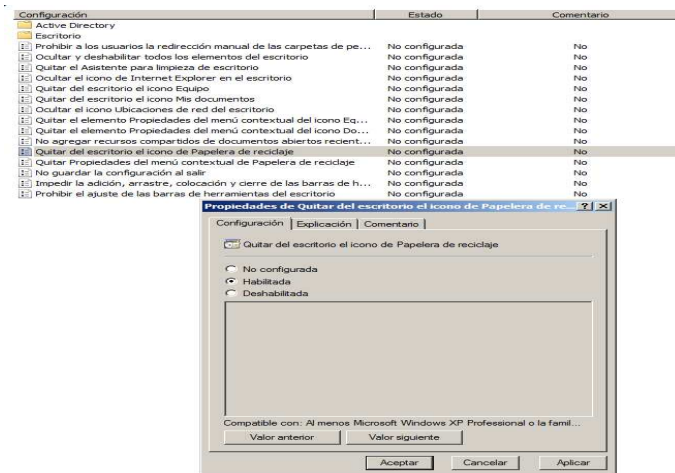 Configuración Estado Comentario
Active Directory
Escritorio
Prohibir a los usuarios la redirección manual de las carpetas de pe... No configurada No
Ocultar y deshabilitar todos los elementos del escritorio No configurada No
Quitar el Asistente para limpieza de escritorio No configurada No
Ocultar el icono de Internet Explorer en el escritorio No configurada No
Quitar del escritorio el icono Equipo No configurada No
Quitar del escritorio el icono Mis documentos No configurada No
Ocultar el icono Ubicaciones de red del escritorio No configurada No
Quitar el elemento Propiedades del menú contextual del icono Eq... No configurada No
Quitar el elemento Propiedades del menú contextual del icono Do... No configurada No
No agregar recursos compartidos de documentos abiertos recient... No configurada No
Quitar del escritorio el icono de Papelera de reciclaje No configurada No
Quitar Propiedades del menú contextual de Papelera de reciclaje No configurada No
No guardar la configuración al salir No configurada No
Impedir la adición, arrastre, colocación y cierre de las barras de h... No configurada No
Prohibir el ajuste de las barras de herramientas del escritorio No configurada No
Propiedades de Quitar del escritorio el icono de Papelera de re...
Configuración Explicación Comentario
Quitar del escritorio el icono de Papelera de reciclaje
No configurada
Habilitada
Deshabilitada
Compatible con: Al menos Microsoft Windows XP Professional o la famil...
Valor anterior Valor siguiente
Aceptar Cancelar Aplicar